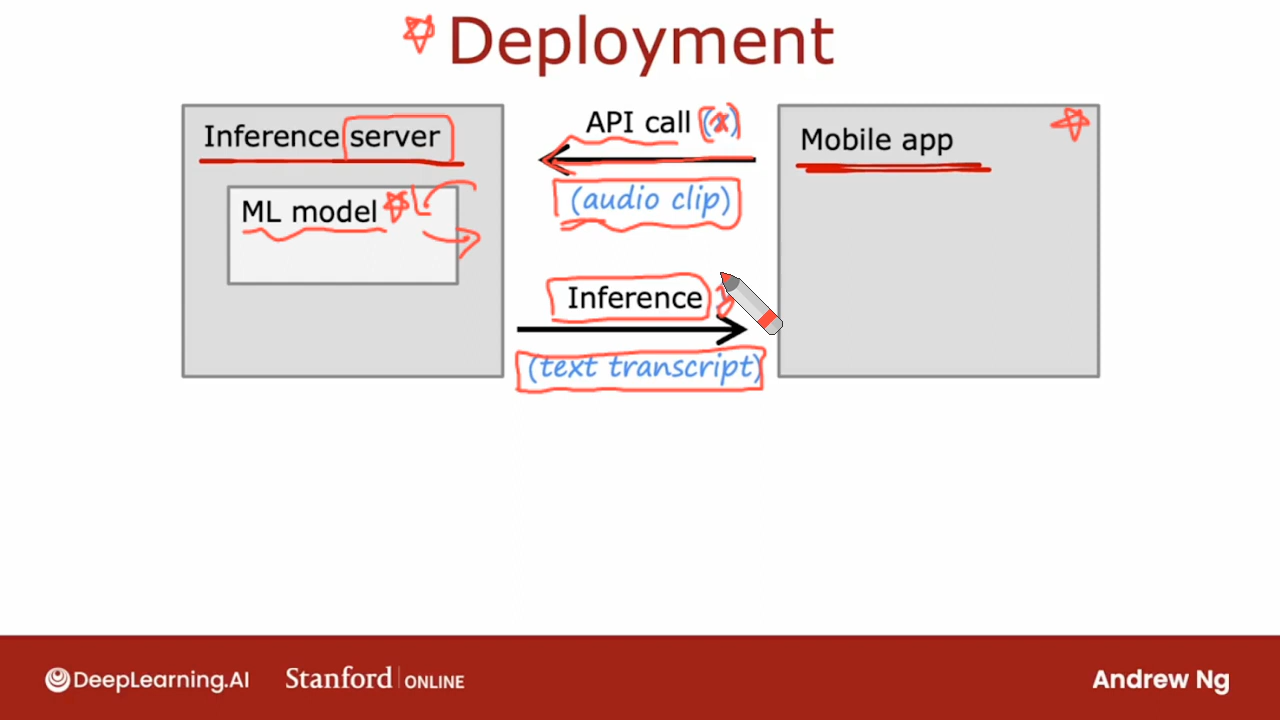 Deployment
Inference server
ML model
API call (x)
(audio clip)
Inference
(text transcript)
Mobile app
DeepLearning.AI
Stanford ONLINE
Andrew Ng